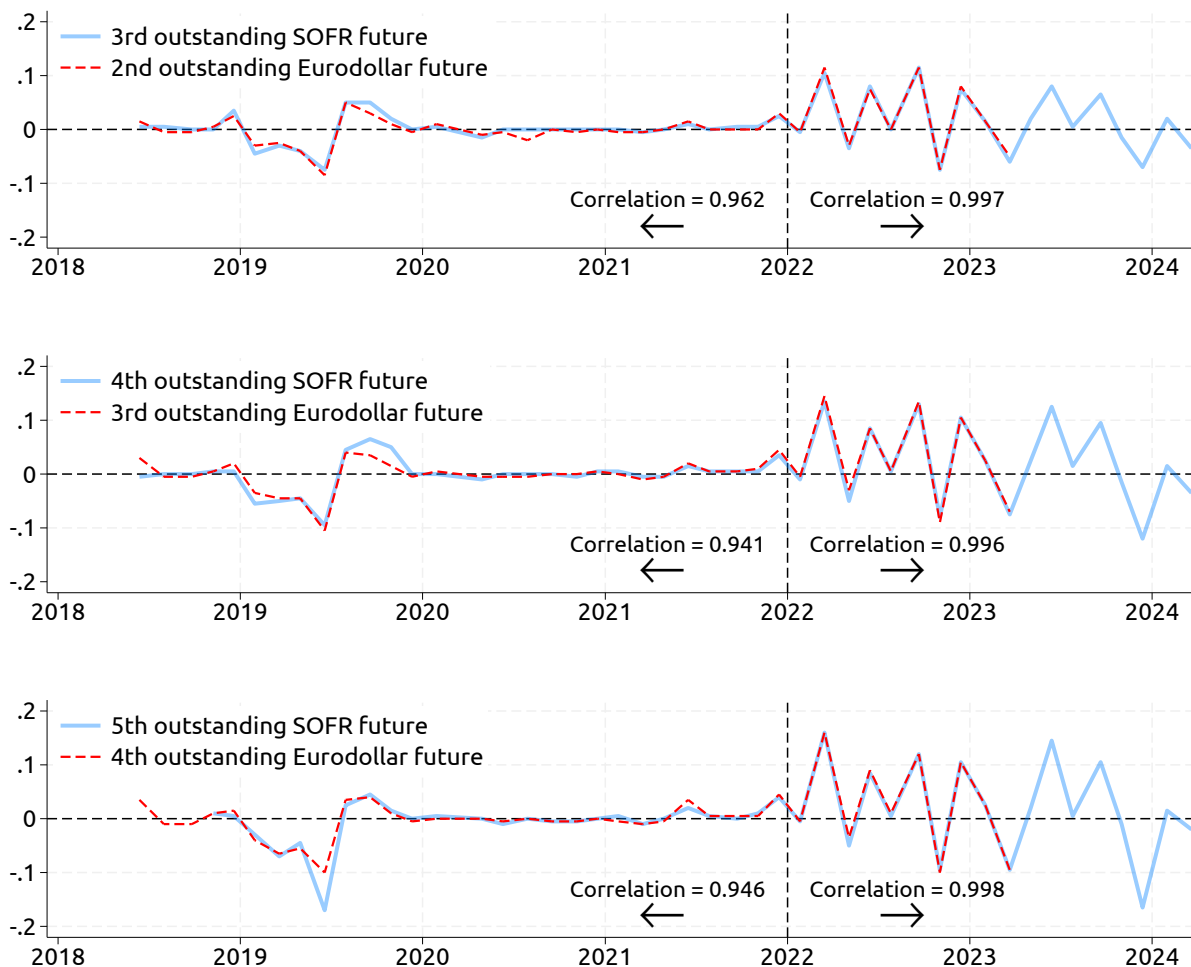 .2
3rd outstanding SOFR future
2nd outstanding Eurodollar future
.1
0
-.1
Correlation = 0.962
Correlation = 0.997
-.2
2018 2019 2020 2021 2022 2023 2024
.2
4th outstanding SOFR future
3rd outstanding Eurodollar future
.1
0
-.1
Correlation = 0.941
Correlation = 0.996
-.2
2018 2019 2020 2021 2022 2023 2024
.2
5th outstanding SOFR future
4th outstanding Eurodollar future
.1
0
-.1
Correlation = 0.946
Correlation = 0.998
-.2
2018 2019 2020 2021 2022 2023 2024